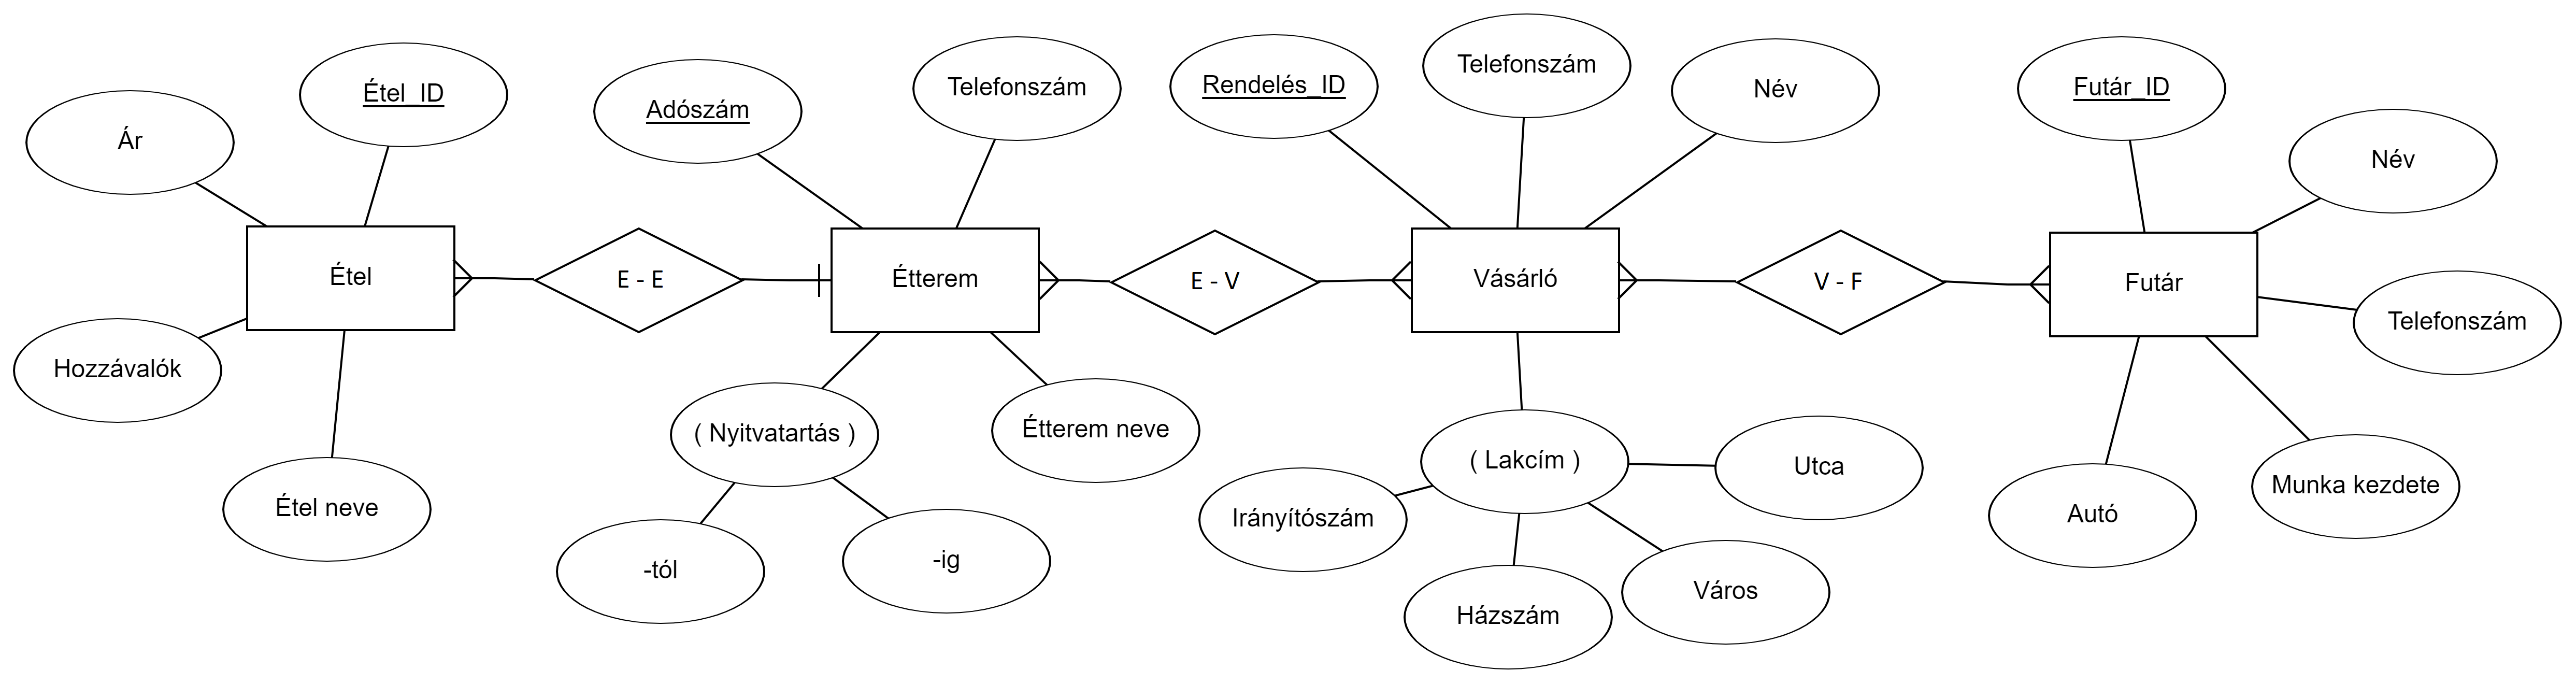 Étel_ID
Ár
Étel
Hozzávalók
Étel neve
E - E
Adószám
Telefonszám
Étterem
( Nyitvatartás )
Étterem neve
-tól
-ig
E - V
Rendelés_ID
Telefonszám
Név
Vásárló
( Lakcím )
Utca
Irányítószám
Házszám
Város
V - F
Futár_ID
Név
Futár
Telefonszám
Munka kezdete
Autó